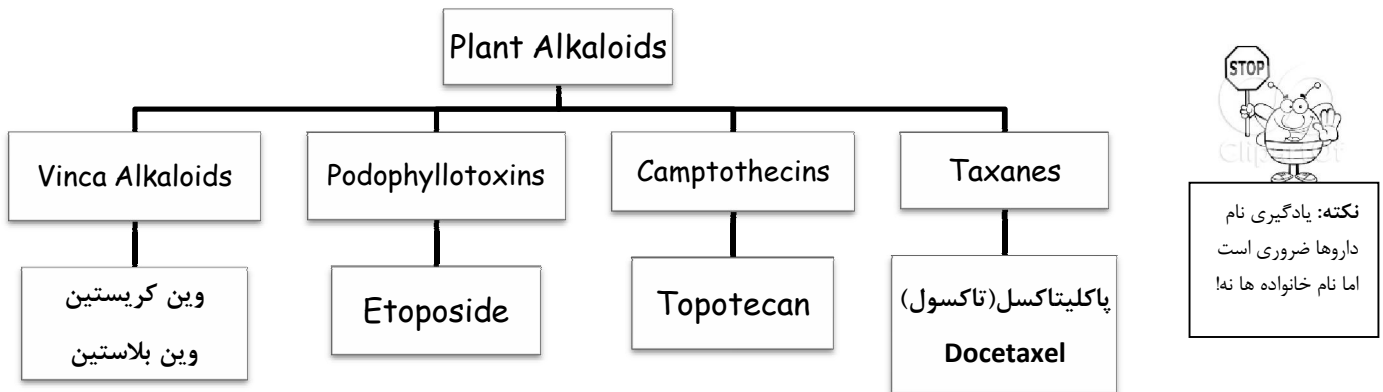 Plant Alkaloids
Vinca Alkaloids
Podophyllotoxins
Camptothecins
Taxanes
وین کریستین
وین بلاستین
Etoposide
Topotecan
پاکلیتاکسل(تاکسول)
Docetaxel
STOP
نکته: یادگیری نام
داروها ضروری است
اما نام خانواده ها نه!